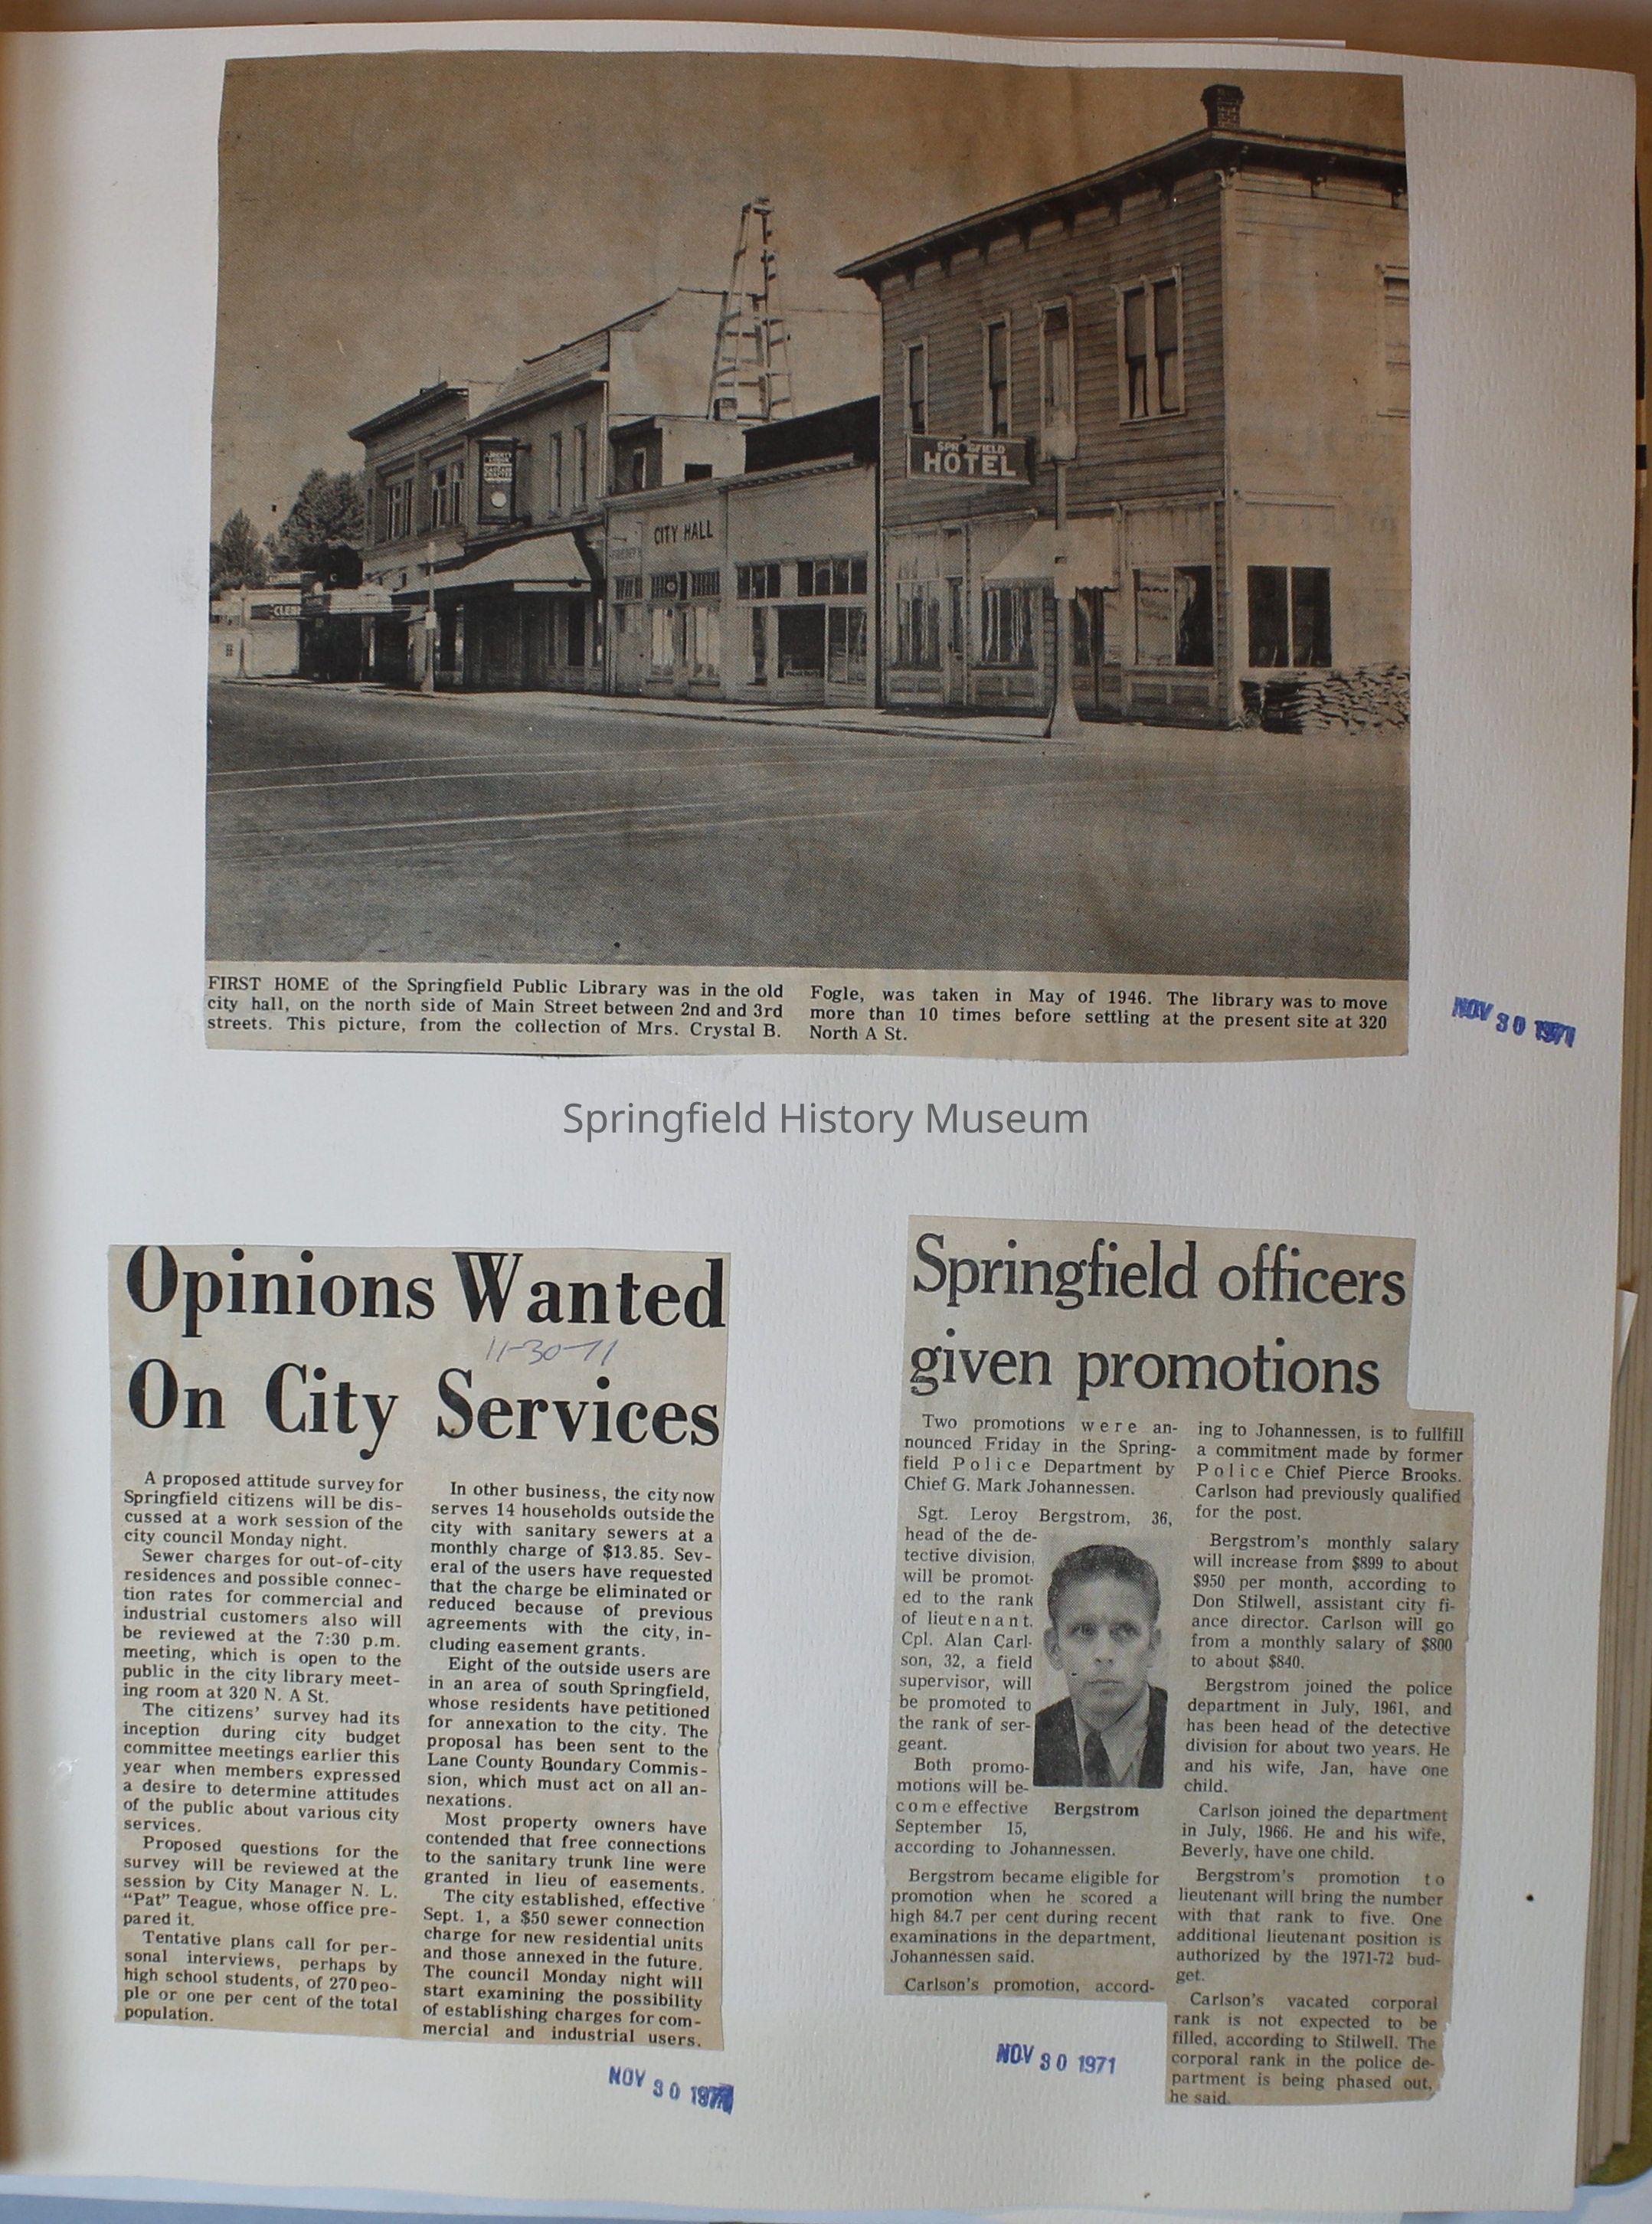 SPR GFIELD
HOTEL
CITY HALL
FIRST HOME of the Springfield Public Library was in the old
city hall, on the north side of Main Street between 2nd and 3rd
streets. This picture, from the collection of Mrs. Crystal B.
Fogle, was taken in May of 1946. The library was to move
more than 10 times before settling at the present site at 320
North A St.
NOV 30 1971
Springfield History Museum
Opinions Wanted
11-30-71
On City Services
A proposed attitude survey for
Springfield citizens will be dis-
cussed at a work session of the
city council Monday night.
Sewer charges for out-of-city
residences and possible connec-
tion rates for commercial and
industrial customers also will
be reviewed at the 7:30 p.m.
meeting, which is open to the
public in the city library meet-
ing room at 320 N. A St.
The citizens' survey had its
inception during city budget
committee meetings earlier this
year when members expressed
a desire to determine attitudes
of the public about various city
services.
Proposed questions for the
survey will be reviewed at the
session by City Manager N. L.
"Pat" Teague, whose office pre-
pared it.
Tentative plans call for per-
sonal interviews, perhaps by
high school students, of 270 peo-
ple or one per cent of the total
population.
In other business, the city now
serves 14 households outside the
city with sanitary sewers at a
monthly charge of $13.85. Sev-
eral of the users have requested
that the charge be eliminated or
reduced because of previous
agreements with the city, in-
cluding easement grants.
Eight of the outside users are
in an area of south Springfield,
whose residents have petitioned
for annexation to the city. The
proposal has been sent to the
Lane County Boundary Commis-
sion, which must act on all an-
nexations.
Most property owners have
contended that free connections
to the sanitary trunk line were
granted in lieu of easements.
The city established, effective
Sept. 1, a $50 sewer connection
charge for new residential units
and those annexed in the future.
The council Monday night will
start examining the possibility
of establishing charges for com-
mercial and industrial users.
NOV 30 1971
Springfield officers
given promotions
Two promotions were an-
nounced Friday in the Spring-
field Police Department by
Chief G. Mark Johannessen.
Sgt. Leroy Bergstrom, 36,
head of the de-
tective division,
will be promot-
ed to the rank
of lieutenant.
Cpl. Alan Carl-
son, 32, a field
supervisor, will
be promoted to
the rank of ser-
geant.
Both promo-
motions will be-
come effective
September 15,
according to Johannessen.
Bergstrom
Bergstrom became eligible for
promotion when he scored a
high 84.7 per cent during recent
examinations in the department,
Johannessen said.
Carlson's promotion, accord-
ing to Johannessen, is to fullfill
a commitment made by former
Police Chief Pierce Brooks.
Carlson had previously qualified
for the post.
Bergstrom's monthly salary
will increase from $899 to about
$950 per month, according to
Don Stilwell, assistant city fi-
ance director. Carlson will go
from a monthly salary of $800
to about $840.
Bergstrom joined the police
department in July, 1961, and
has been head of the detective
division for about two years. He
and his wife, Jan, have one
child.
Carlson joined the department
in July, 1966. He and his wife,
Beverly, have one child.
Bergstrom's promotion to
lieutenant will bring the number
with that rank to five. One
additional lieutenant position is
authorized by the 1971-72 bud-
get.
Carlson's vacated corporal
rank is not expected to be
filled, according to Stilwell. The
corporal rank in the police de-
partment is being phased out,
he said.
NOV 30 1971